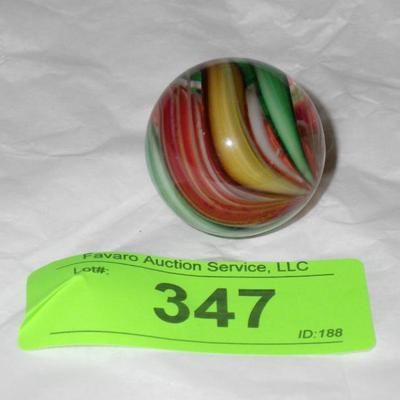 Favaro Auction Service, LLC
Lot#:
347
ID:188